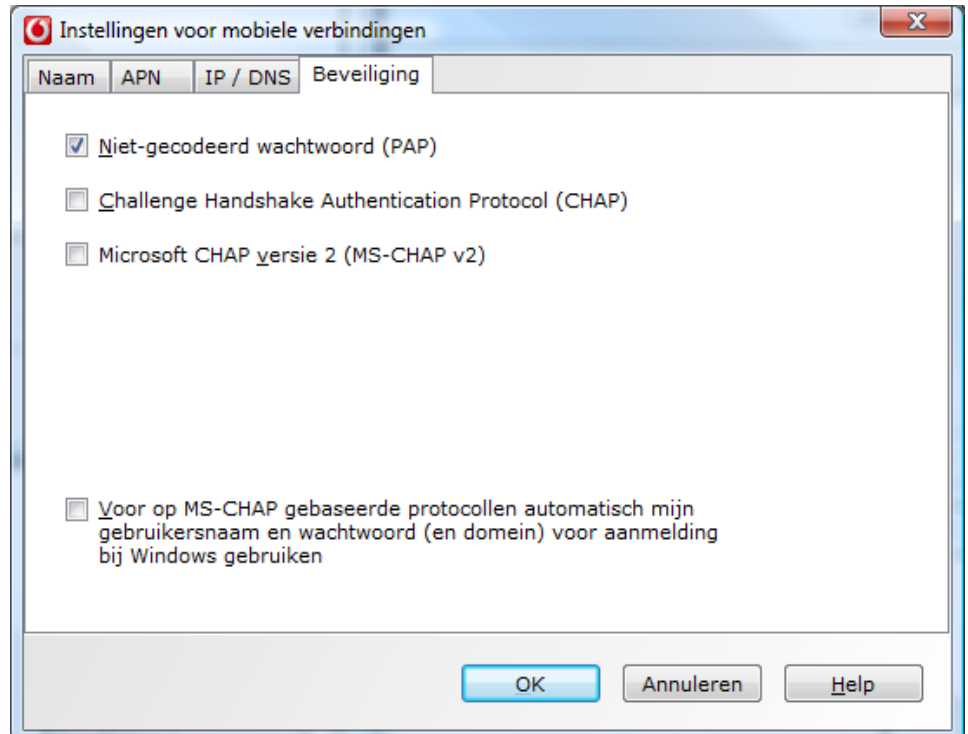 Instellingen voor mobiele verbindingen
Naam APN IP / DNS Beveiliging
Niet-gecodeerd wachtwoord (PAP)
Challenge Handshake Authentication Protocol (CHAP)
Microsoft CHAP versie 2 (MS-CHAP v2)
Voor op MS-CHAP gebaseerde protocollen automatisch mijn
gebruikersnaam en wachtwoord (en domein) voor aanmelding
bij Windows gebruiken
OK Annuleren Help